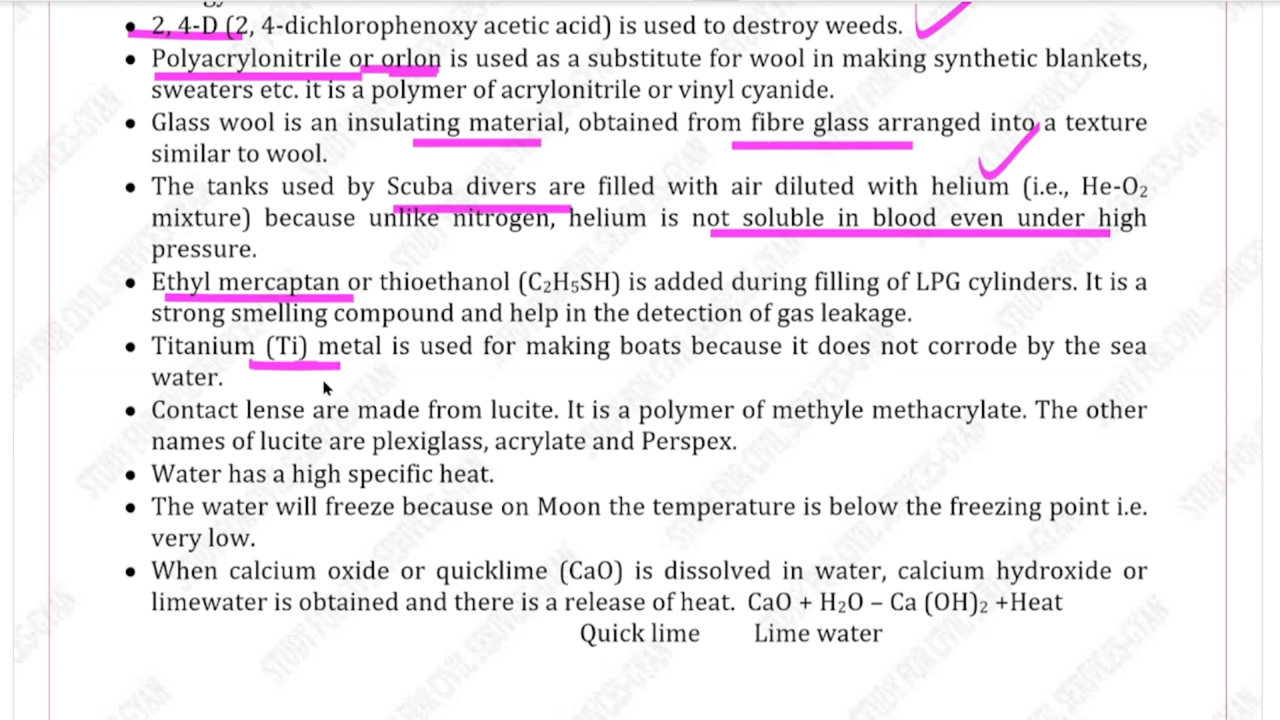 • 2, 4-D (2, 4-dichlorophenoxy acetic acid) is used to destroy weeds.
• Polyacrylonitrile or orlon is used as a substitute for wool in making synthetic blankets,
sweaters etc. it is a polymer of acrylonitrile or vinyl cyanide.
• Glass wool is an insulating material, obtained from fibre glass arranged into a texture
similar to wool.
• The tanks used by Scuba divers are filled with air diluted with helium (i.e., He-O₂
mixture) because unlike nitrogen, helium is not soluble in blood even under high
pressure.
• Ethyl mercaptan or thioethanol (C₂H₅SH) is added during filling of LPG cylinders. It is a
strong smelling compound and help in the detection of gas leakage.
• Titanium (Ti) metal is used for making boats because it does not corrode by the sea
water.
• Contact lense are made from lucite. It is a polymer of methyle methacrylate. The other
names of lucite are plexiglass, acrylate and Perspex.
• Water has a high specific heat.
• The water will freeze because on Moon the temperature is below the freezing point i.e.
very low.
• When calcium oxide or quicklime (CaO) is dissolved in water, calcium hydroxide or
limewater is obtained and there is a release of heat. CaO + H₂O – Ca (OH)₂ +Heat
Quick lime Lime water